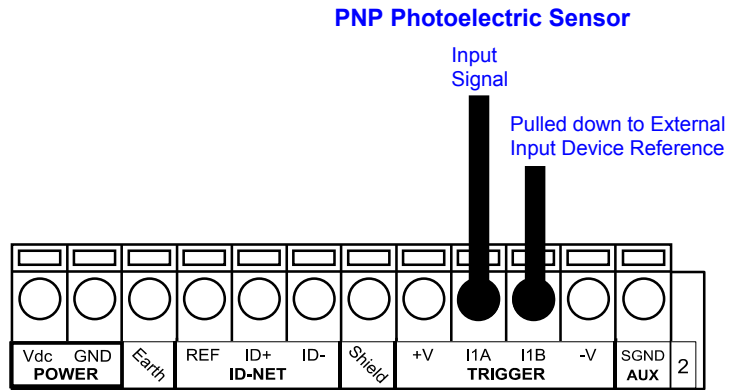 PNP Photoelectric Sensor
Input
Signal
Pulled down to External
Input Device Reference
Vdc GND Earth REF ID+ ID- Shield +V I1A I1B -V SGND 2
POWER ID-NET TRIGGER AUX